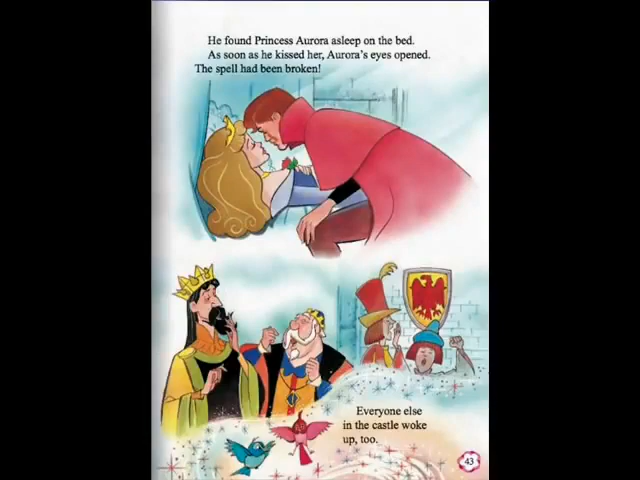 He found Princess Aurora asleep on the bed.
As soon as he kissed her, Aurora's eyes opened.
The spell had been broken!
Everyone else
in the castle woke
up, too.
43